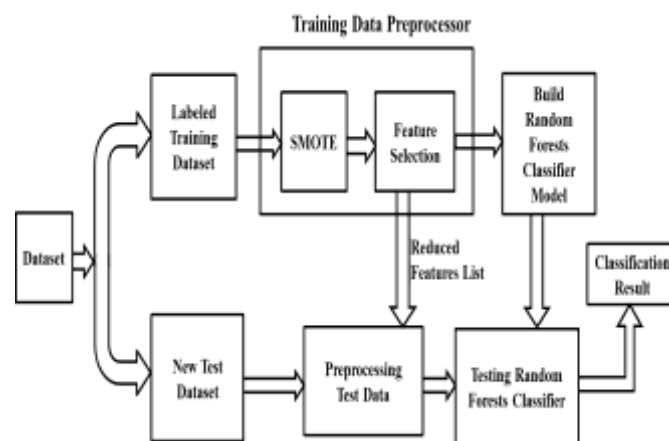 Training Data Preprocessor
Labeled
Training
Dataset
SMOTE
Feature
Selection
Build
Random
Forests
Classifier
Model
Dataset
Reduced
Features List
Classification
Result
New Test
Dataset
Preprocessing
Test Data
Testing Random
Forests Classifier